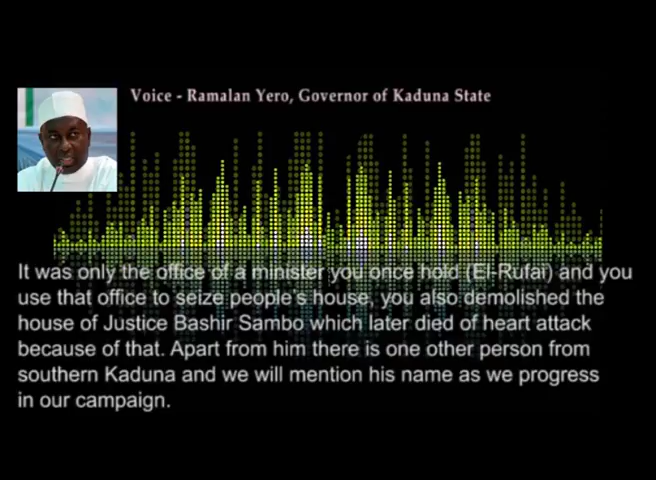 Voice - Ramalan Yero, Governor of Kaduna State
It was only the office of a minister you once hold (El-Rufai) and you
use that office to seize people's house, you also demolished the
house of Justice Bashir Sambo which later died of heart attack
because of that. Apart from him there is one other person from
southern Kaduna and we will mention his name as we progress
in our campaign.